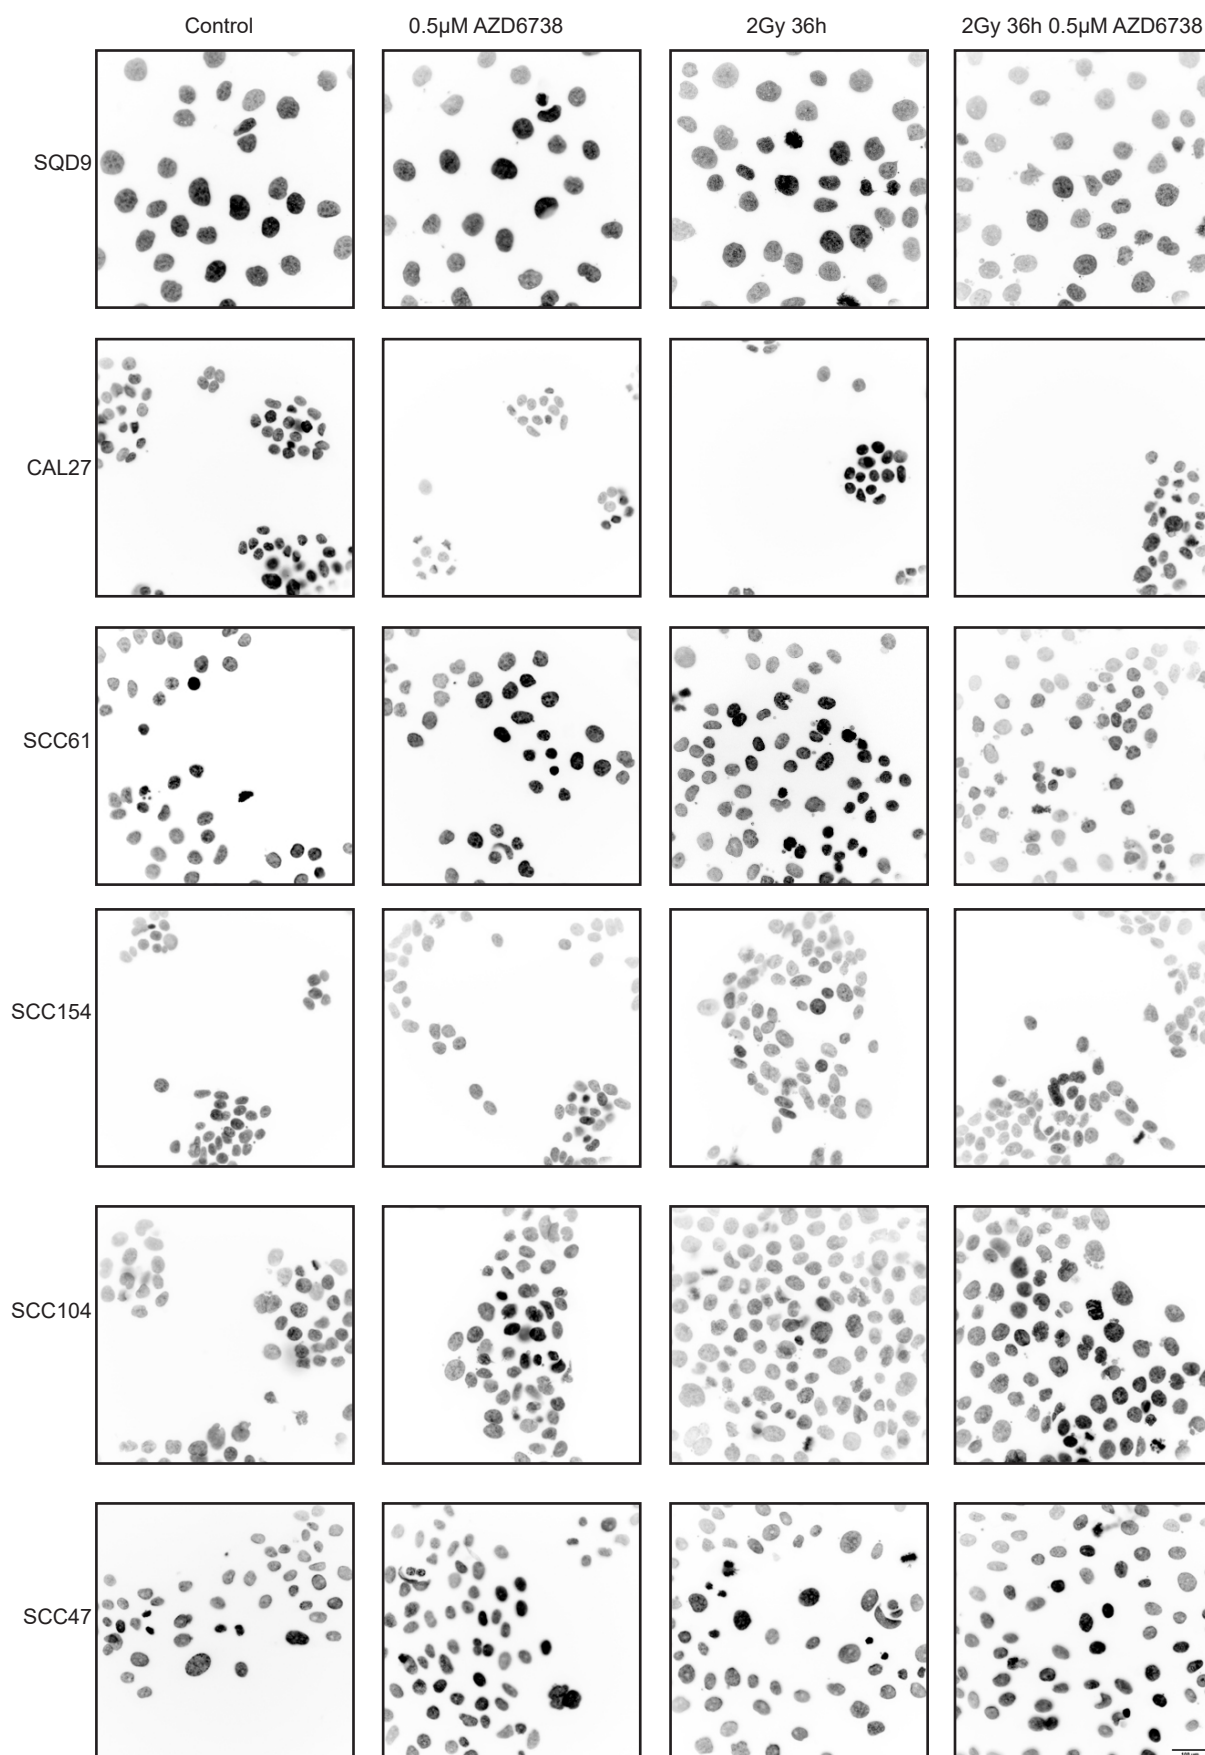 Control 0.5µM AZD6738 2Gy 36h 2Gy 36h 0.5µM AZD6738
SQD9
CAL27
SCC61
SCC154
SCC104
SCC47